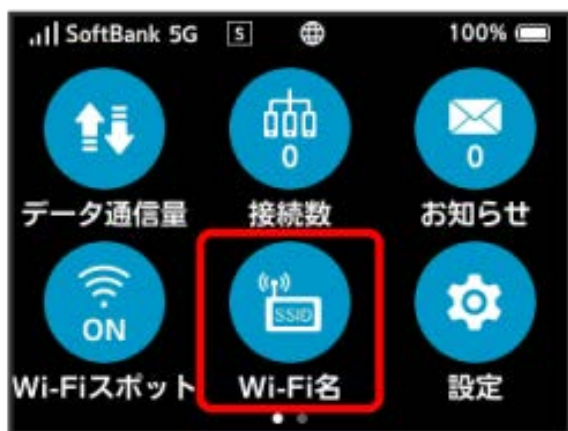 SoftBank 5G S 100%
データ通信量
0
接続数
0
お知らせ
ON
Wi-Fiスポット
SSID
Wi-Fi名
設定